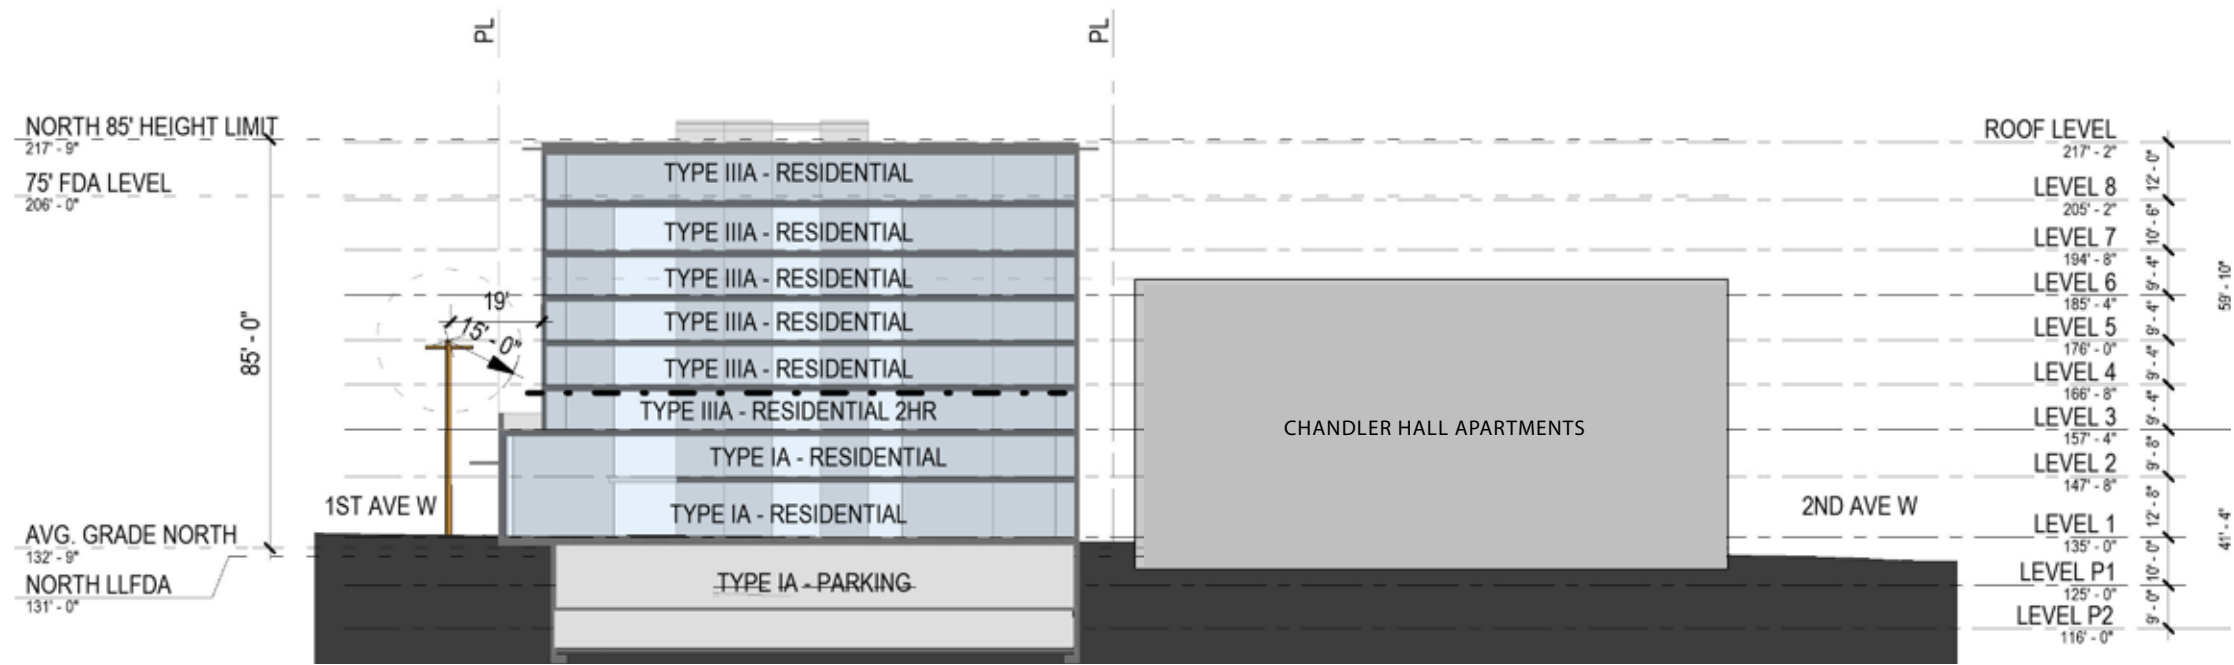 PL
PL
NORTH 85' HEIGHT LIMIT
217' - 9"
75' FDA LEVEL
206' - 0"
85' - 0"
19'
15' - 0"
1ST AVE W
AVG. GRADE NORTH
132' - 9"
NORTH LLFDA
131' - 0"
TYPE IIIA - RESIDENTIAL
TYPE IIIA - RESIDENTIAL
TYPE IIIA - RESIDENTIAL
TYPE IIIA - RESIDENTIAL
TYPE IIIA - RESIDENTIAL
TYPE IIIA - RESIDENTIAL 2HR
TYPE IA - RESIDENTIAL
TYPE IA - RESIDENTIAL
TYPE IA - PARKING
CHANDLER HALL APARTMENTS
2ND AVE W
ROOF LEVEL
217' - 2"
12' - 0"
LEVEL 8
205' - 2"
10' - 6"
LEVEL 7
194' - 8"
9' - 4"
LEVEL 6
185' - 4"
9' - 4"
LEVEL 5
176' - 0"
9' - 4"
LEVEL 4
166' - 8"
9' - 4"
LEVEL 3
157' - 4"
9' - 8"
LEVEL 2
147' - 8"
12' - 8"
LEVEL 1
135' - 0"
10' - 0"
LEVEL P1
125' - 0"
9' - 0"
LEVEL P2
116' - 0"
59' - 10"
41' - 4"